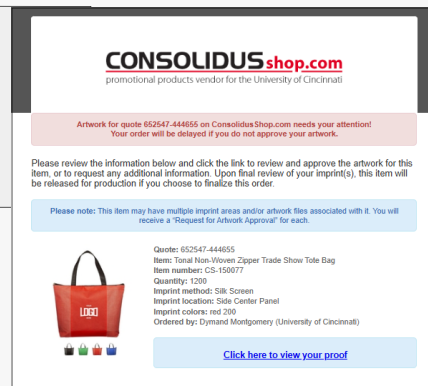 CONSOLIDUSshop.com
promotional products vendor for the University of Cincinnati
Artwork for quote 652547-444655 on ConsolidusShop.com needs your attention!
Your order will be delayed if you do not approve your artwork.
Please review the information below and click the link to review and approve the artwork for this
item, or to request any additional information. Upon final review of your imprint(s), this item will
be released for production if you choose to finalize this order.
Please note: This item may have multiple imprint areas and/or artwork files associated with it. You will
receive a "Request for Artwork Approval" for each.
Quote: 652547-444655
Item: Tonal Non-Woven Zipper Trade Show Tote Bag
Item number: CS-150077
Quantity: 1200
Imprint method: Silk Screen
Imprint location: Side Center Panel
Imprint colors: red 200
Ordered by: Dymand Montgomery (University of Cincinnati)
LOGO
Click here to view your proof